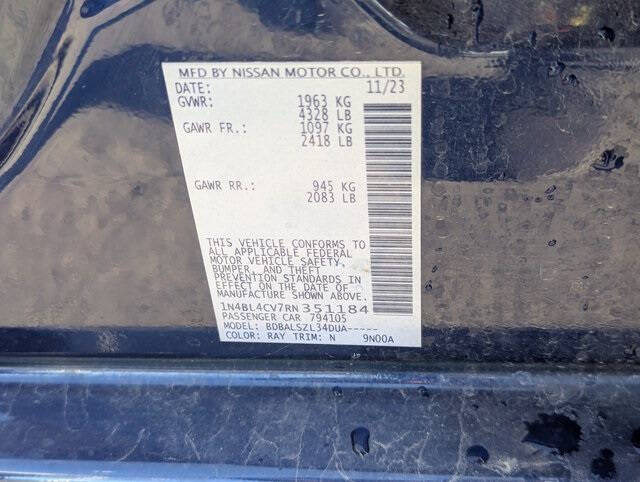 MFD BY NISSAN MOTOR CO., LTD.
DATE: 11/23
GVWR: 1963 KG
4328 LB
GAWR FR.: 1097 KG
2418 LB
GAWR RR.: 945 KG
2083 LB
THIS VEHICLE CONFORMS TO
ALL APPLICABLE FEDERAL
MOTOR VEHICLE SAFETY,
BUMPER, AND THEFT
PREVENTION STANDARDS IN
EFFECT ON THE DATE OF
MANUFACTURE SHOWN ABOVE.
1N4BL4CV7RN351184
PASSENGER CAR 794105
MODEL: BDBALSZL34DUA-----
COLOR: RAY TRIM: N 9N00A